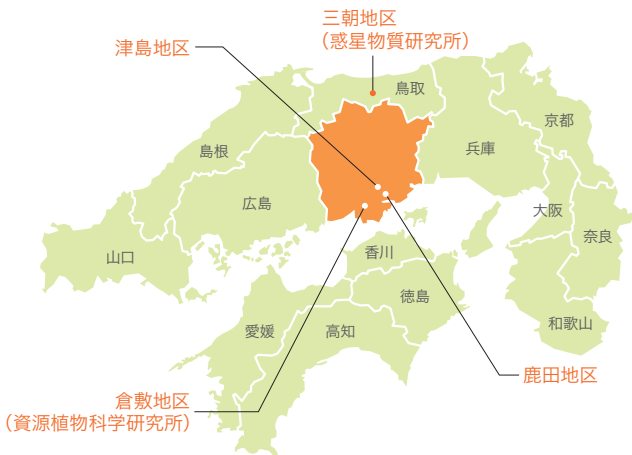 三朝地区
（惑星物質研究所）
津島地区
鳥取
京都
島根
兵庫
広島
大阪
奈良
山口
香川
徳島
和歌山
愛媛
高知
鹿田地区
倉敷地区
（資源植物科学研究所）